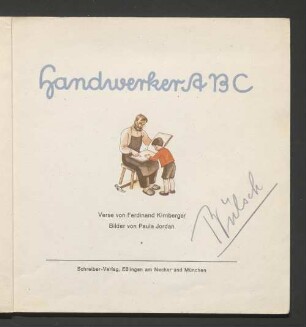 Handwerker ABC
Verse von Ferdinand Kirnberger
Bilder von Paula Jordan
Schreiber-Verlag, Eßlingen am Neckar und München